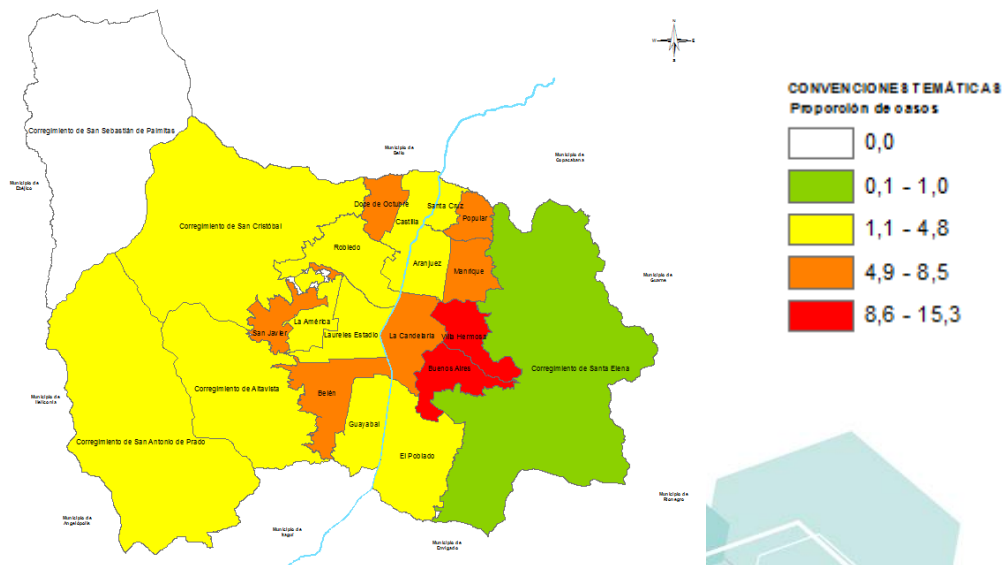 N
W E
S
CONVENCIONES TEMÁTICAS
Proporción de casos
0,0
0,1 - 1,0
1,1 - 4,8
4,9 - 8,5
8,6 - 15,3
Corregimiento de San Sebastián de Palmitas
Municipio de
Bello
Municipio de
Copacabana
Municipio de
Ebéjico
Doce de Octubre
Santa Cruz
Castilla
Popular
Corregimiento de San Cristóbal
Robledo
Aranjuez
Manrique
Municipio de
Guarne
La América
San Javier
Laureles Estadio
La Candelaria
Villa Hermosa
Buenos Aires
Corregimiento de Santa Elena
Corregimiento de Altavista
Belén
Municipio de
Heliconia
Guayabal
Corregimiento de San Antonio de Prado
El Poblado
Municipio de
Rionegro
Municipio de
Angelópolis
Municipio de
Itagüí
Municipio de
Envigado